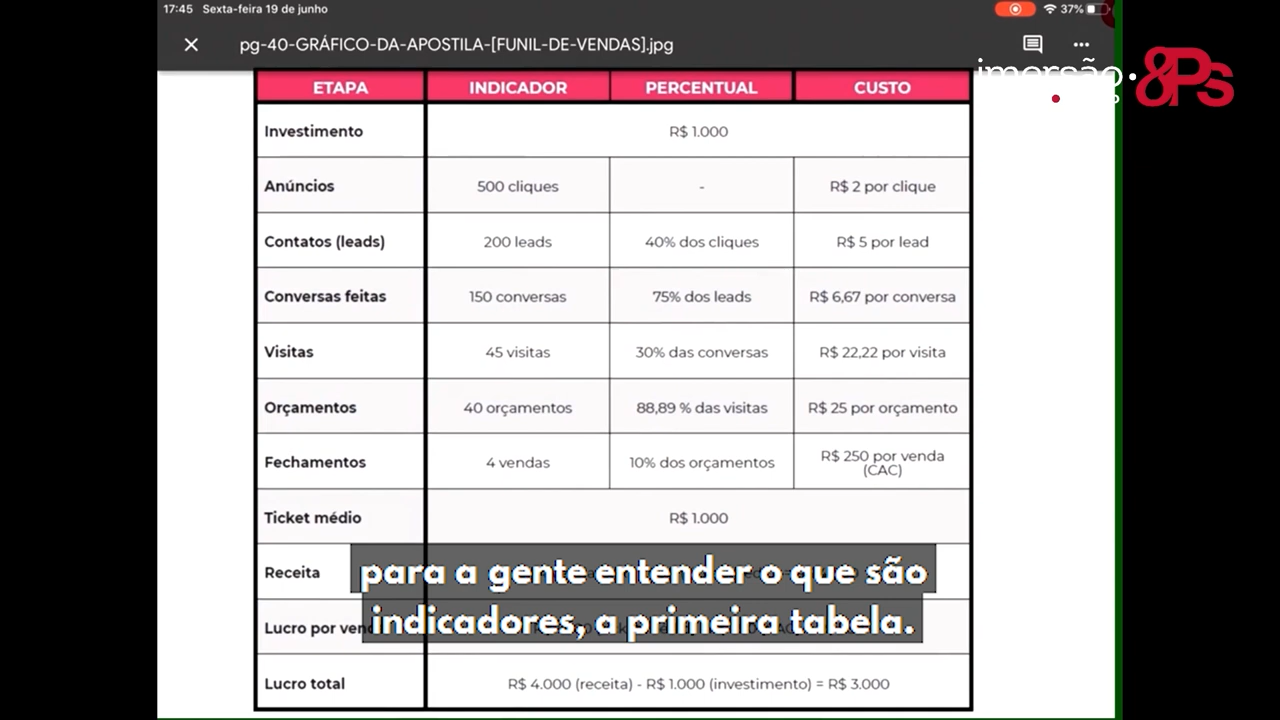 17:45 Sexta-feira 19 de junho
37%
pg-40-GRÁFICO-DA-APOSTILA-[FUNIL-DE-VENDAS].jpg
imersão
8Ps
ETAPA INDICADOR PERCENTUAL CUSTO
Investimento R$ 1.000
Anúncios 500 cliques - R$ 2 por clique
Contatos (leads) 200 leads 40% dos cliques R$ 5 por lead
Conversas feitas 150 conversas 75% dos leads R$ 6,67 por conversa
Visitas 45 visitas 30% das conversas R$ 22,22 por visita
Orçamentos 40 orçamentos 88,89 % das visitas R$ 25 por orçamento
Fechamentos 4 vendas 10% dos orçamentos R$ 250 por venda
(CAC)
Ticket médio R$ 1.000
Receita
para a gente entender o que são
Lucro por
indicadores, a primeira tabela.
Lucro total R$ 4.000 (receita) - R$ 1.000 (investimento) = R$ 3.000